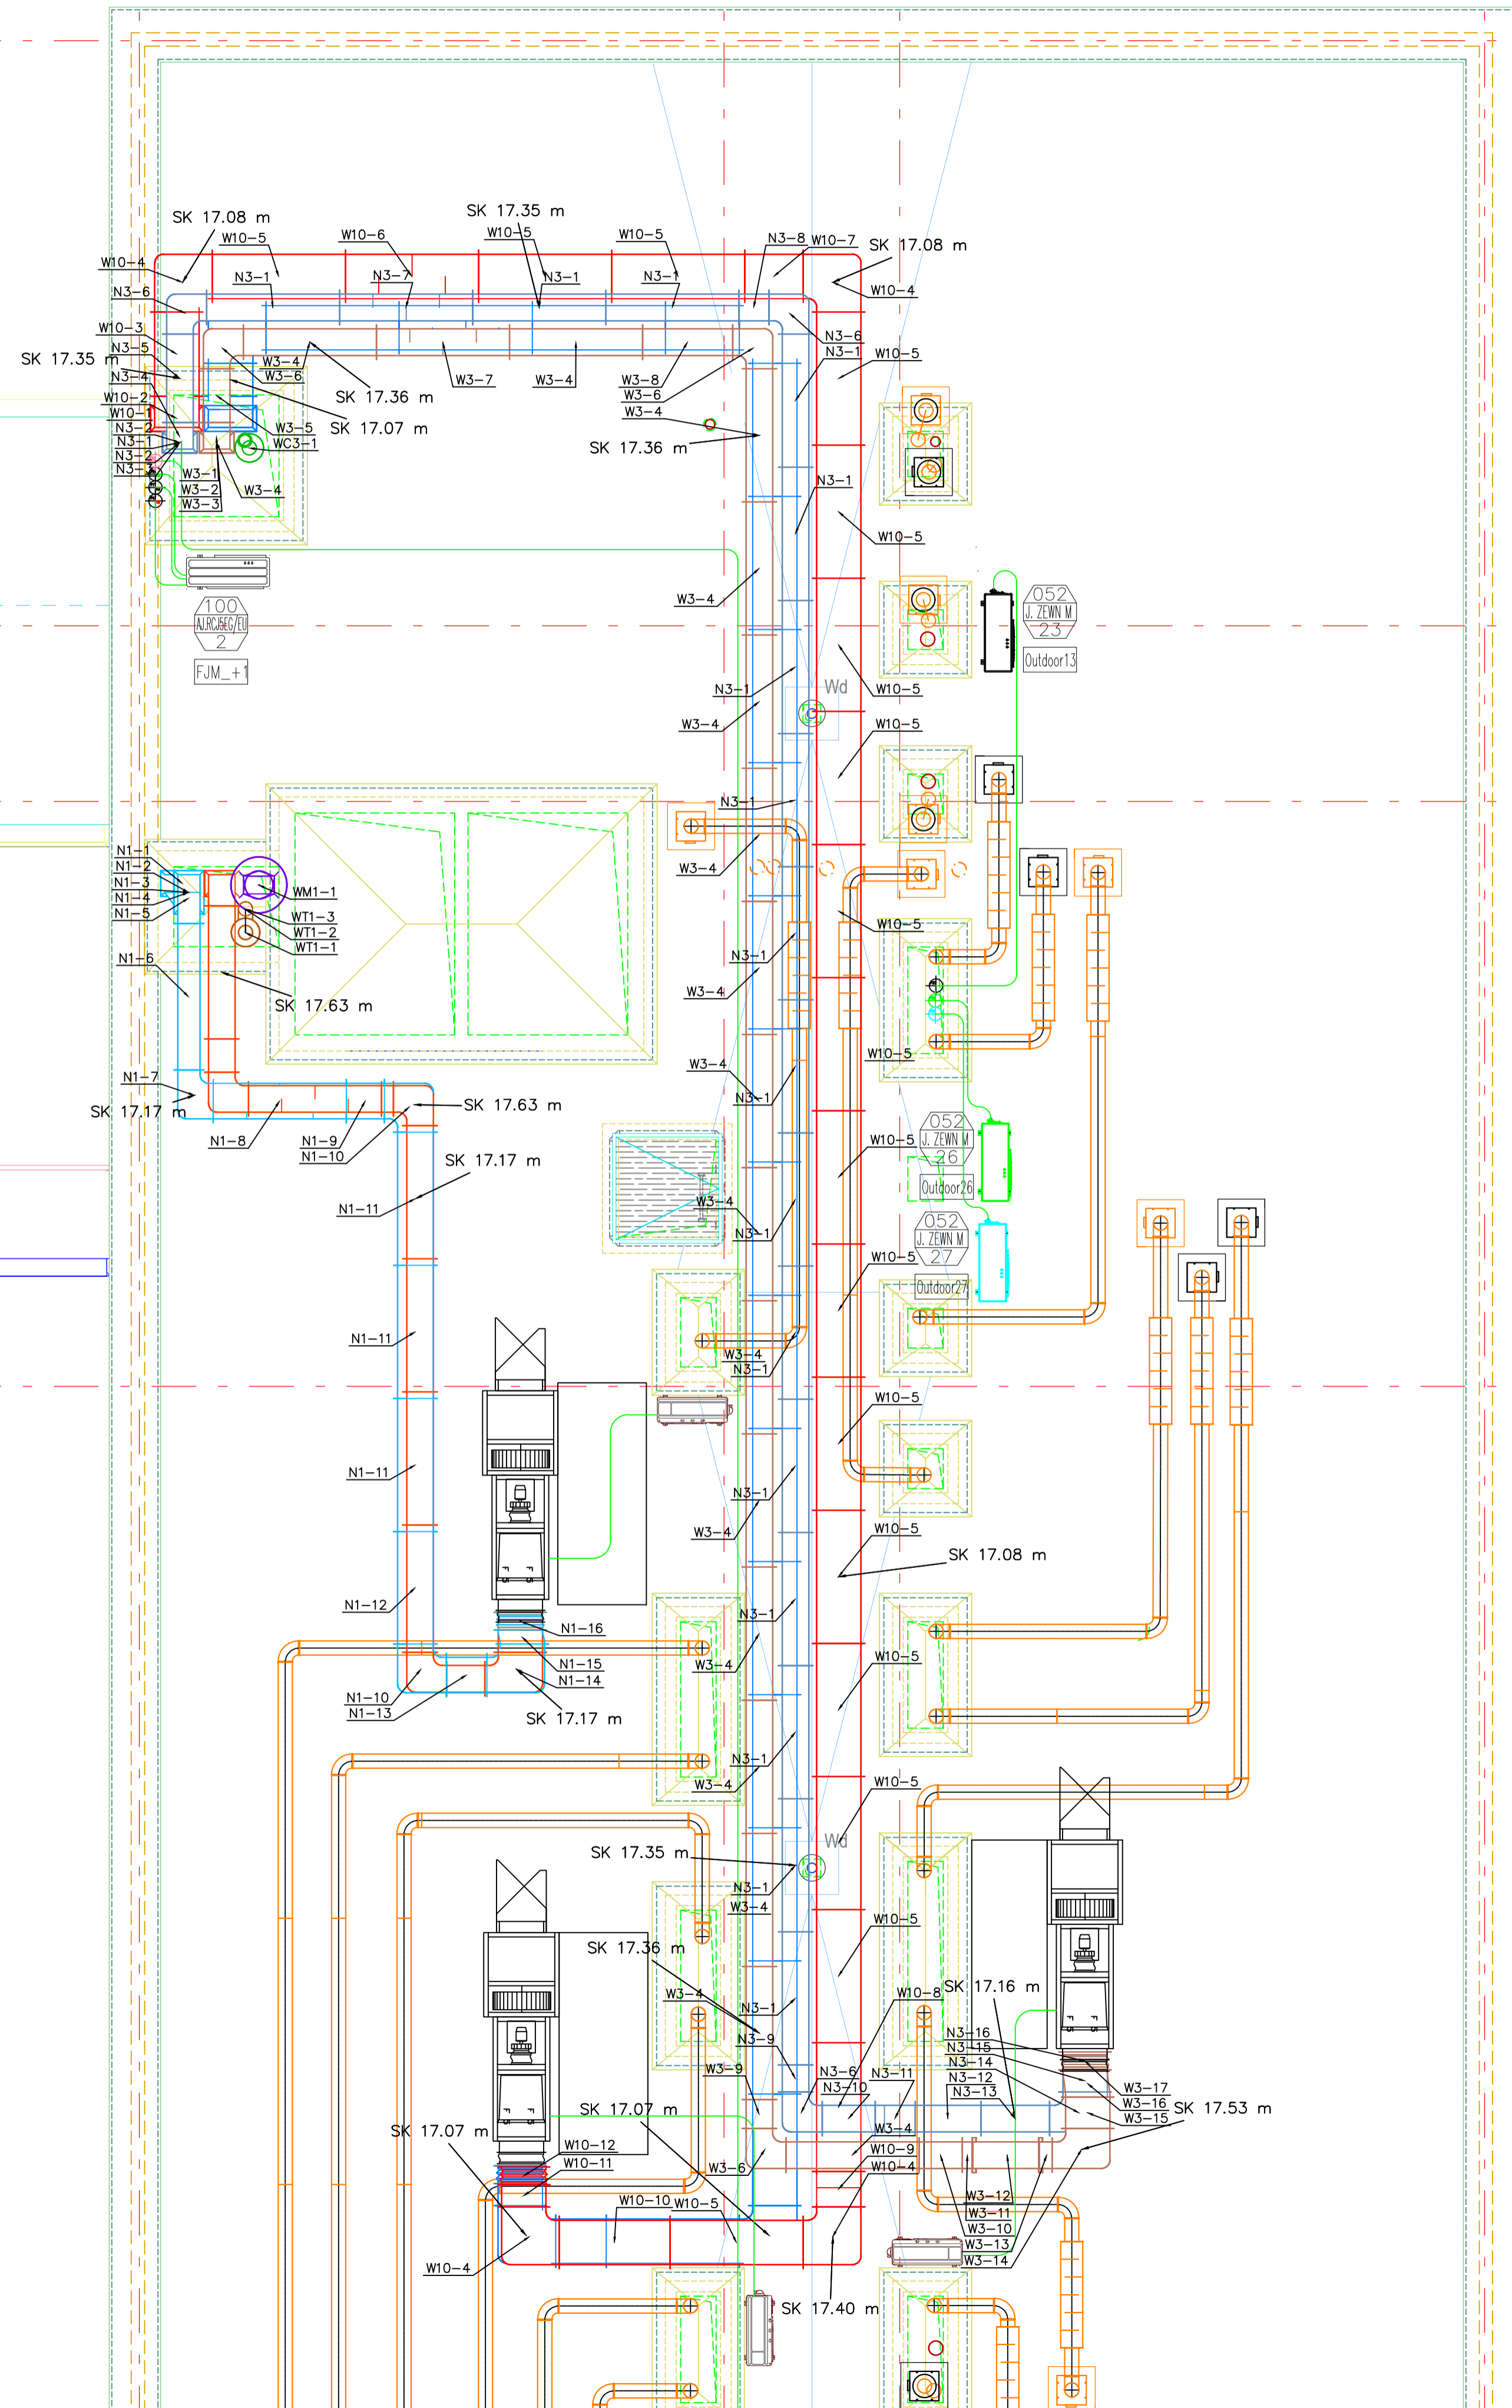 SK 17.08 m
SK 17.35 m
W10-5
W10-6
W10-5
W10-5
N3-8
W10-7
SK 17.08 m
W10-4
N3-1
N3-7
N3-1
N3-1
W10-4
N3-6
W10-3
N3-6
SK 17.35 m
N3-5
W3-4
N3-1
W10-5
N3-4
W3-6
W3-7
W3-4
W3-8
W3-6
SK 17.36 m
W10-2
W10-1
W3-4
N3-2
W3-5
SK 17.07 m
N3-1
WC3-1
SK 17.36 m
N3-2
N3-3
W3-1
W3-2
W3-4
W3-3
N3-1
W10-5
100
AJ.RCJ5EG/EU
2
FJM_+1
W3-4
052
J. ZEWN M
23
Outdoor13
N3-1
Wd
W10-5
W3-4
N3-1
W10-5
N1-1
N1-2
N1-3
N1-4
N1-5
WM1-1
WT1-3
WT1-2
WT1-1
W3-4
W10-5
N1-6
N3-1
SK 17.63 m
W3-4
W10-5
N1-7
SK 17.17 m
SK 17.63 m
W3-4
N3-1
N1-8
N1-9
N1-10
052
J. ZEWN M
26
Outdoor26
W10-5
SK 17.17 m
N1-11
W3-4
N3-1
052
J. ZEWN M
27
Outdoor27
W10-5
N1-11
W3-4
N3-1
W10-5
N1-11
N3-1
W3-4
W10-5
SK 17.08 m
F 5
F 5
N1-12
N3-1
N1-16
N1-15
N1-14
W3-4
W10-5
N1-10
N1-13
SK 17.17 m
N3-1
W3-4
W10-5
Wd
SK 17.35 m
N3-1
W3-4
W10-5
SK 17.36 m
W3-4
N3-1
W10-8
SK 17.16 m
F 5
F 5
N3-9
N3-16
N3-15
N3-14
N3-12
N3-13
W3-9
N3-6
N3-10
N3-11
W3-17
W3-16
W3-15
SK 17.53 m
F 5
F 5
SK 17.07 m
SK 17.07 m
W3-4
W10-9
W10-4
W10-12
W10-11
W3-6
W3-12
W3-11
W3-10
W3-13
W3-14
W10-10
W10-5
W10-4
SK 17.40 m